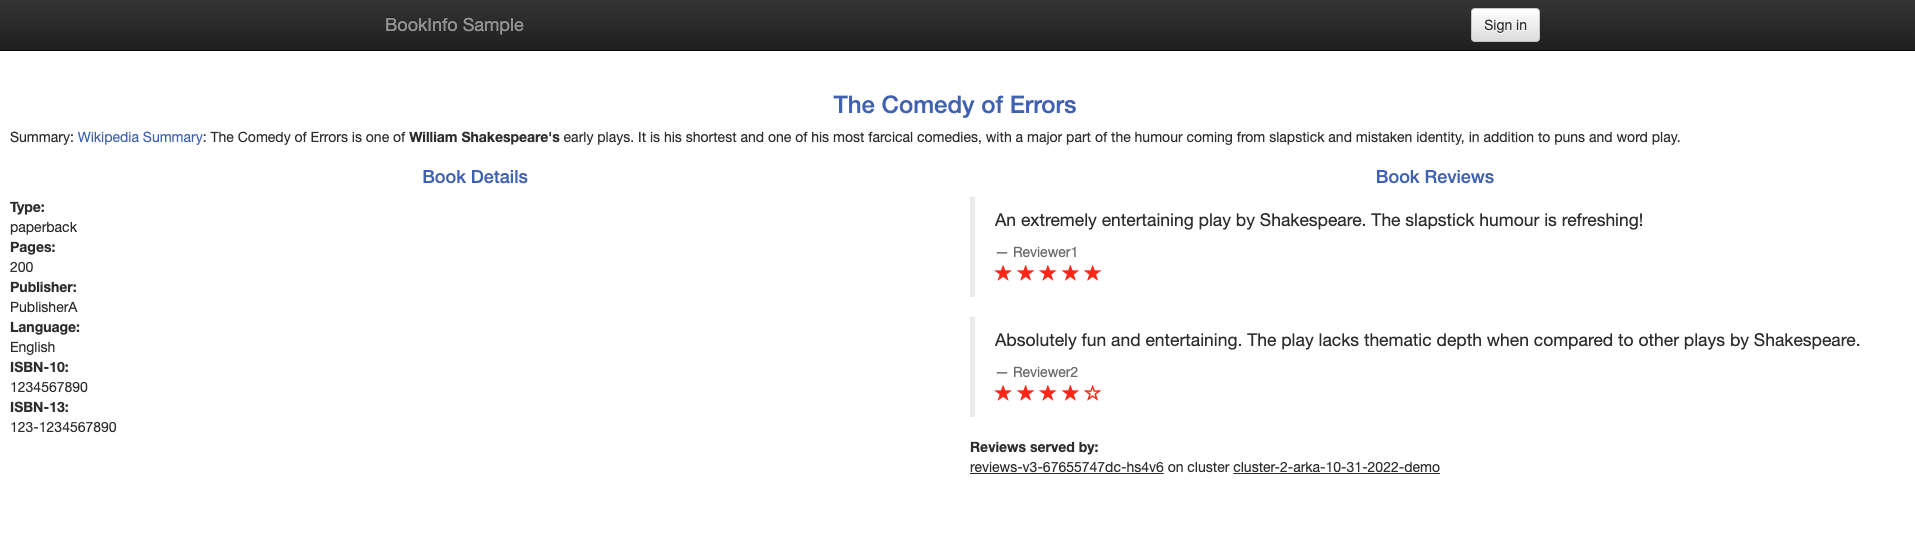 BookInfo Sample
Sign in
The Comedy of Errors
Summary: Wikipedia Summary: The Comedy of Errors is one of William Shakespeare's early plays. It is his shortest and one of his most farcical comedies, with a major part of the humour coming from slapstick and mistaken identity, in addition to puns and word play.
Book Details
Type:
paperback
Pages:
200
Publisher:
PublisherA
Language:
English
ISBN-10:
1234567890
ISBN-13:
123-1234567890
Book Reviews
An extremely entertaining play by Shakespeare. The slapstick humour is refreshing!
— Reviewer1
★ ★ ★ ★ ★
Absolutely fun and entertaining. The play lacks thematic depth when compared to other plays by Shakespeare.
— Reviewer2
★ ★ ★ ★ ☆
Reviews served by:
reviews-v3-67655747dc-hs4v6 on cluster cluster-2-arka-10-31-2022-demo